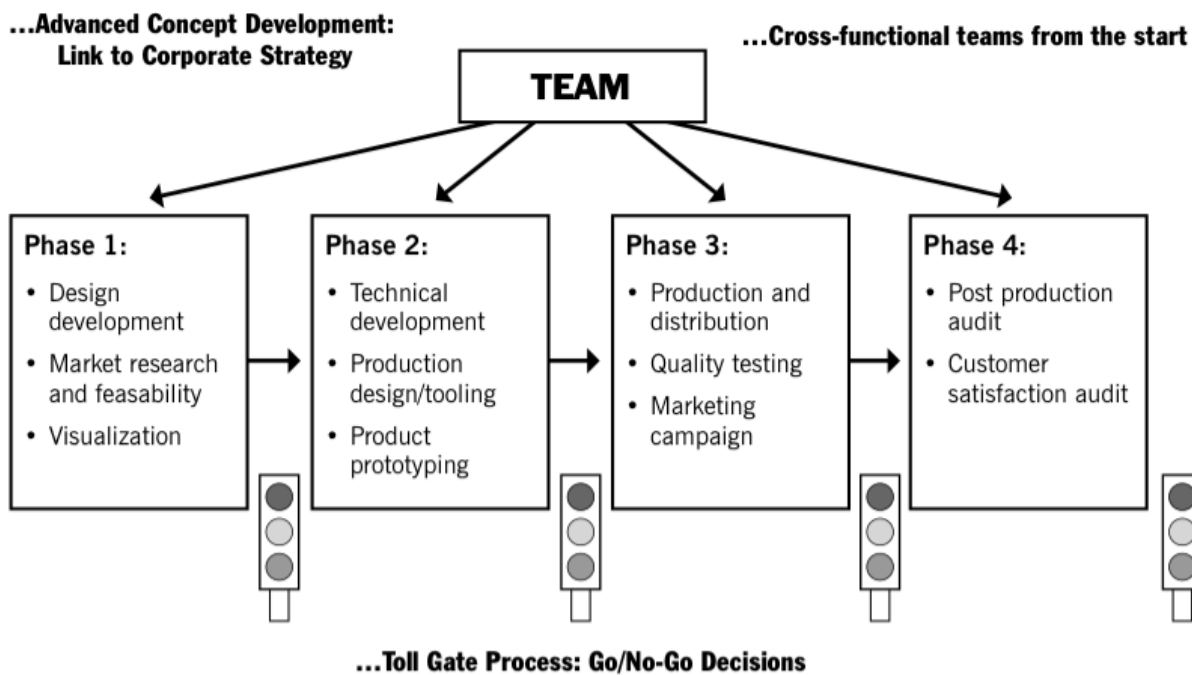 ...Advanced Concept Development:
Link to Corporate Strategy
...Cross-functional teams from the start
TEAM
Phase 1:
• Design
development
• Market research
and feasability
• Visualization
Phase 2:
• Technical
development
• Production
design/tooling
• Product
prototyping
Phase 3:
• Production and
distribution
• Quality testing
• Marketing
campaign
Phase 4:
• Post production
audit
• Customer
satisfaction audit
...Toll Gate Process: Go/No-Go Decisions